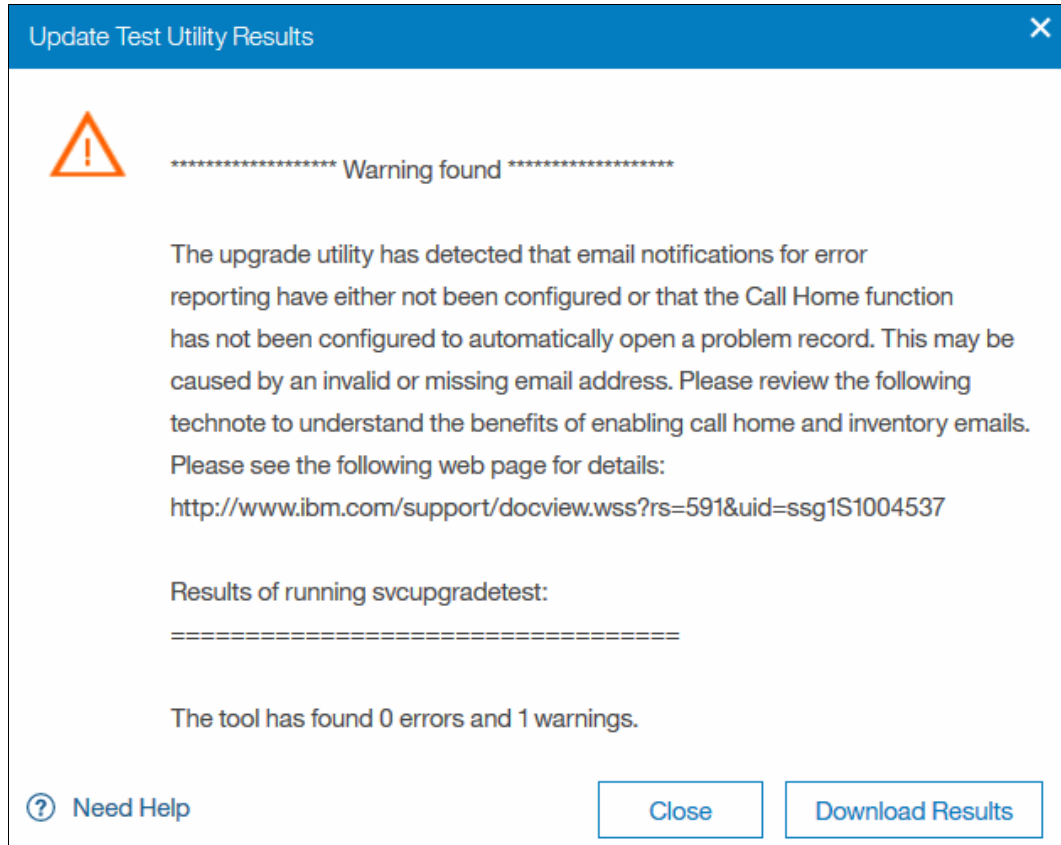 Update Test Utility Results
******************* Warning found *******************
The upgrade utility has detected that email notifications for error
reporting have either not been configured or that the Call Home function
has not been configured to automatically open a problem record. This may be
caused by an invalid or missing email address. Please review the following
technote to understand the benefits of enabling call home and inventory emails.
Please see the following web page for details:
http://www.ibm.com/support/docview.wss?rs=591&uid=ssg1S1004537
Results of running svcupgradetest:
==================================
The tool has found 0 errors and 1 warnings.
Need Help
Close
Download Results